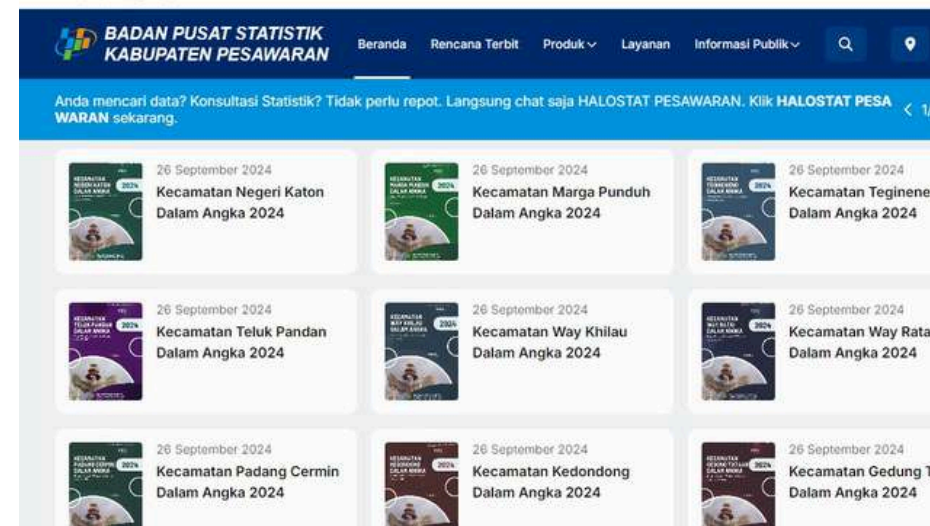 BADAN PUSAT STATISTIK
KABUPATEN PESAWARAN
Beranda Rencana Terbit Produk Layanan Informasi Publik
Anda mencari data? Konsultasi Statistik? Tidak perlu repot. Langsung chat saja HALOSTAT PESAWARAN. Klik HALOSTAT PESA
WARAN sekarang.
26 September 2024
Kecamatan Negeri Katon
Dalam Angka 2024
26 September 2024
Kecamatan Marga Punduh
Dalam Angka 2024
26 September 2024
Kecamatan Teginene
Dalam Angka 2024
26 September 2024
Kecamatan Teluk Pandan
Dalam Angka 2024
26 September 2024
Kecamatan Way Khilau
Dalam Angka 2024
26 September 2024
Kecamatan Way Rata
Dalam Angka 2024
26 September 2024
Kecamatan Padang Cermin
Dalam Angka 2024
26 September 2024
Kecamatan Kedondong
Dalam Angka 2024
26 September 2024
Kecamatan Gedung T
Dalam Angka 2024